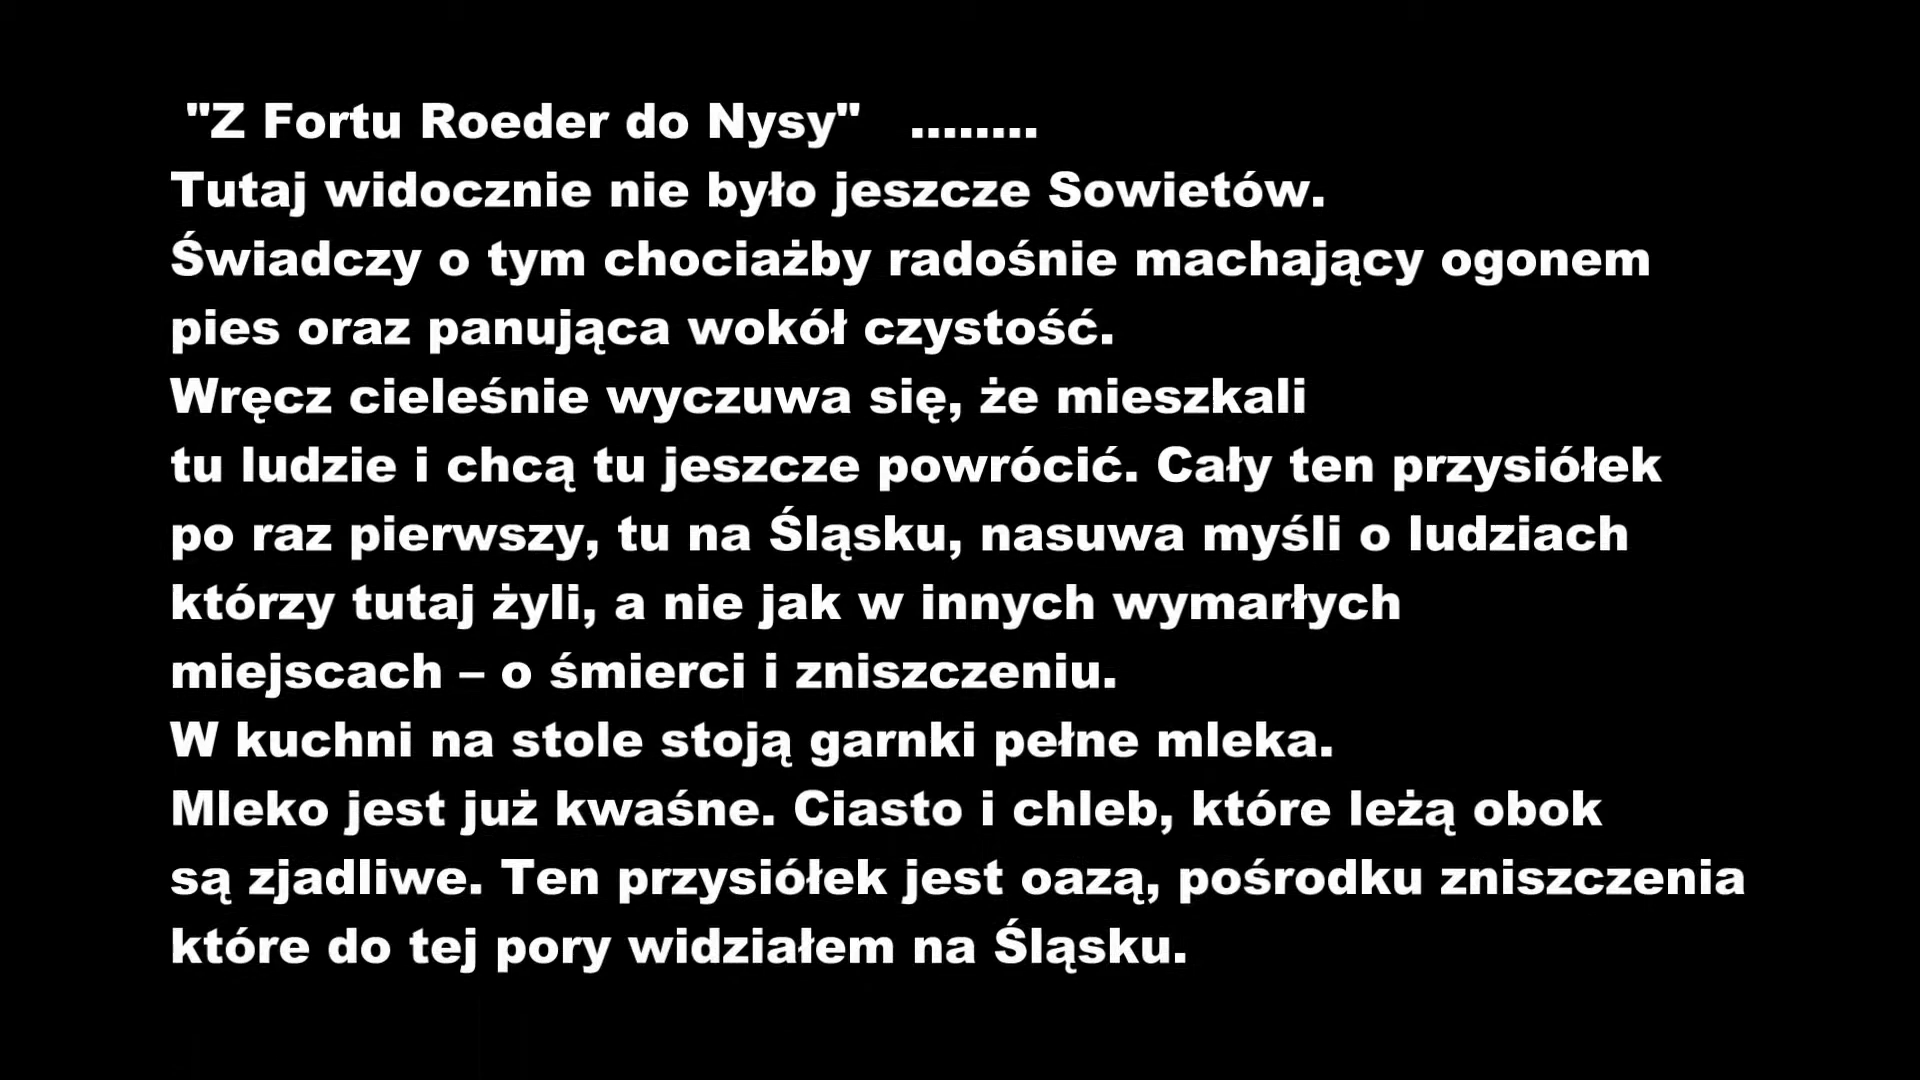 "Z Fortu Roeder do Nysy" ........
Tutaj widocznie nie było jeszcze Sowietów.
Świadczy o tym chociażby radośnie machający ogonem
pies oraz panująca wokół czystość.
Wręcz cieleśnie wyczuwa się, że mieszkali
tu ludzie i chcą tu jeszcze powrócić. Cały ten przysiółek
po raz pierwszy, tu na Śląsku, nasuwa myśli o ludziach
którzy tutaj żyli, a nie jak w innych wymarłych
miejscach – o śmierci i zniszczeniu.
W kuchni na stole stoją garnki pełne mleka.
Mleko jest już kwaśne. Ciasto i chleb, które leżą obok
są zjadliwe. Ten przysiółek jest oazą, pośrodku zniszczenia
które do tej pory widziałem na Śląsku.